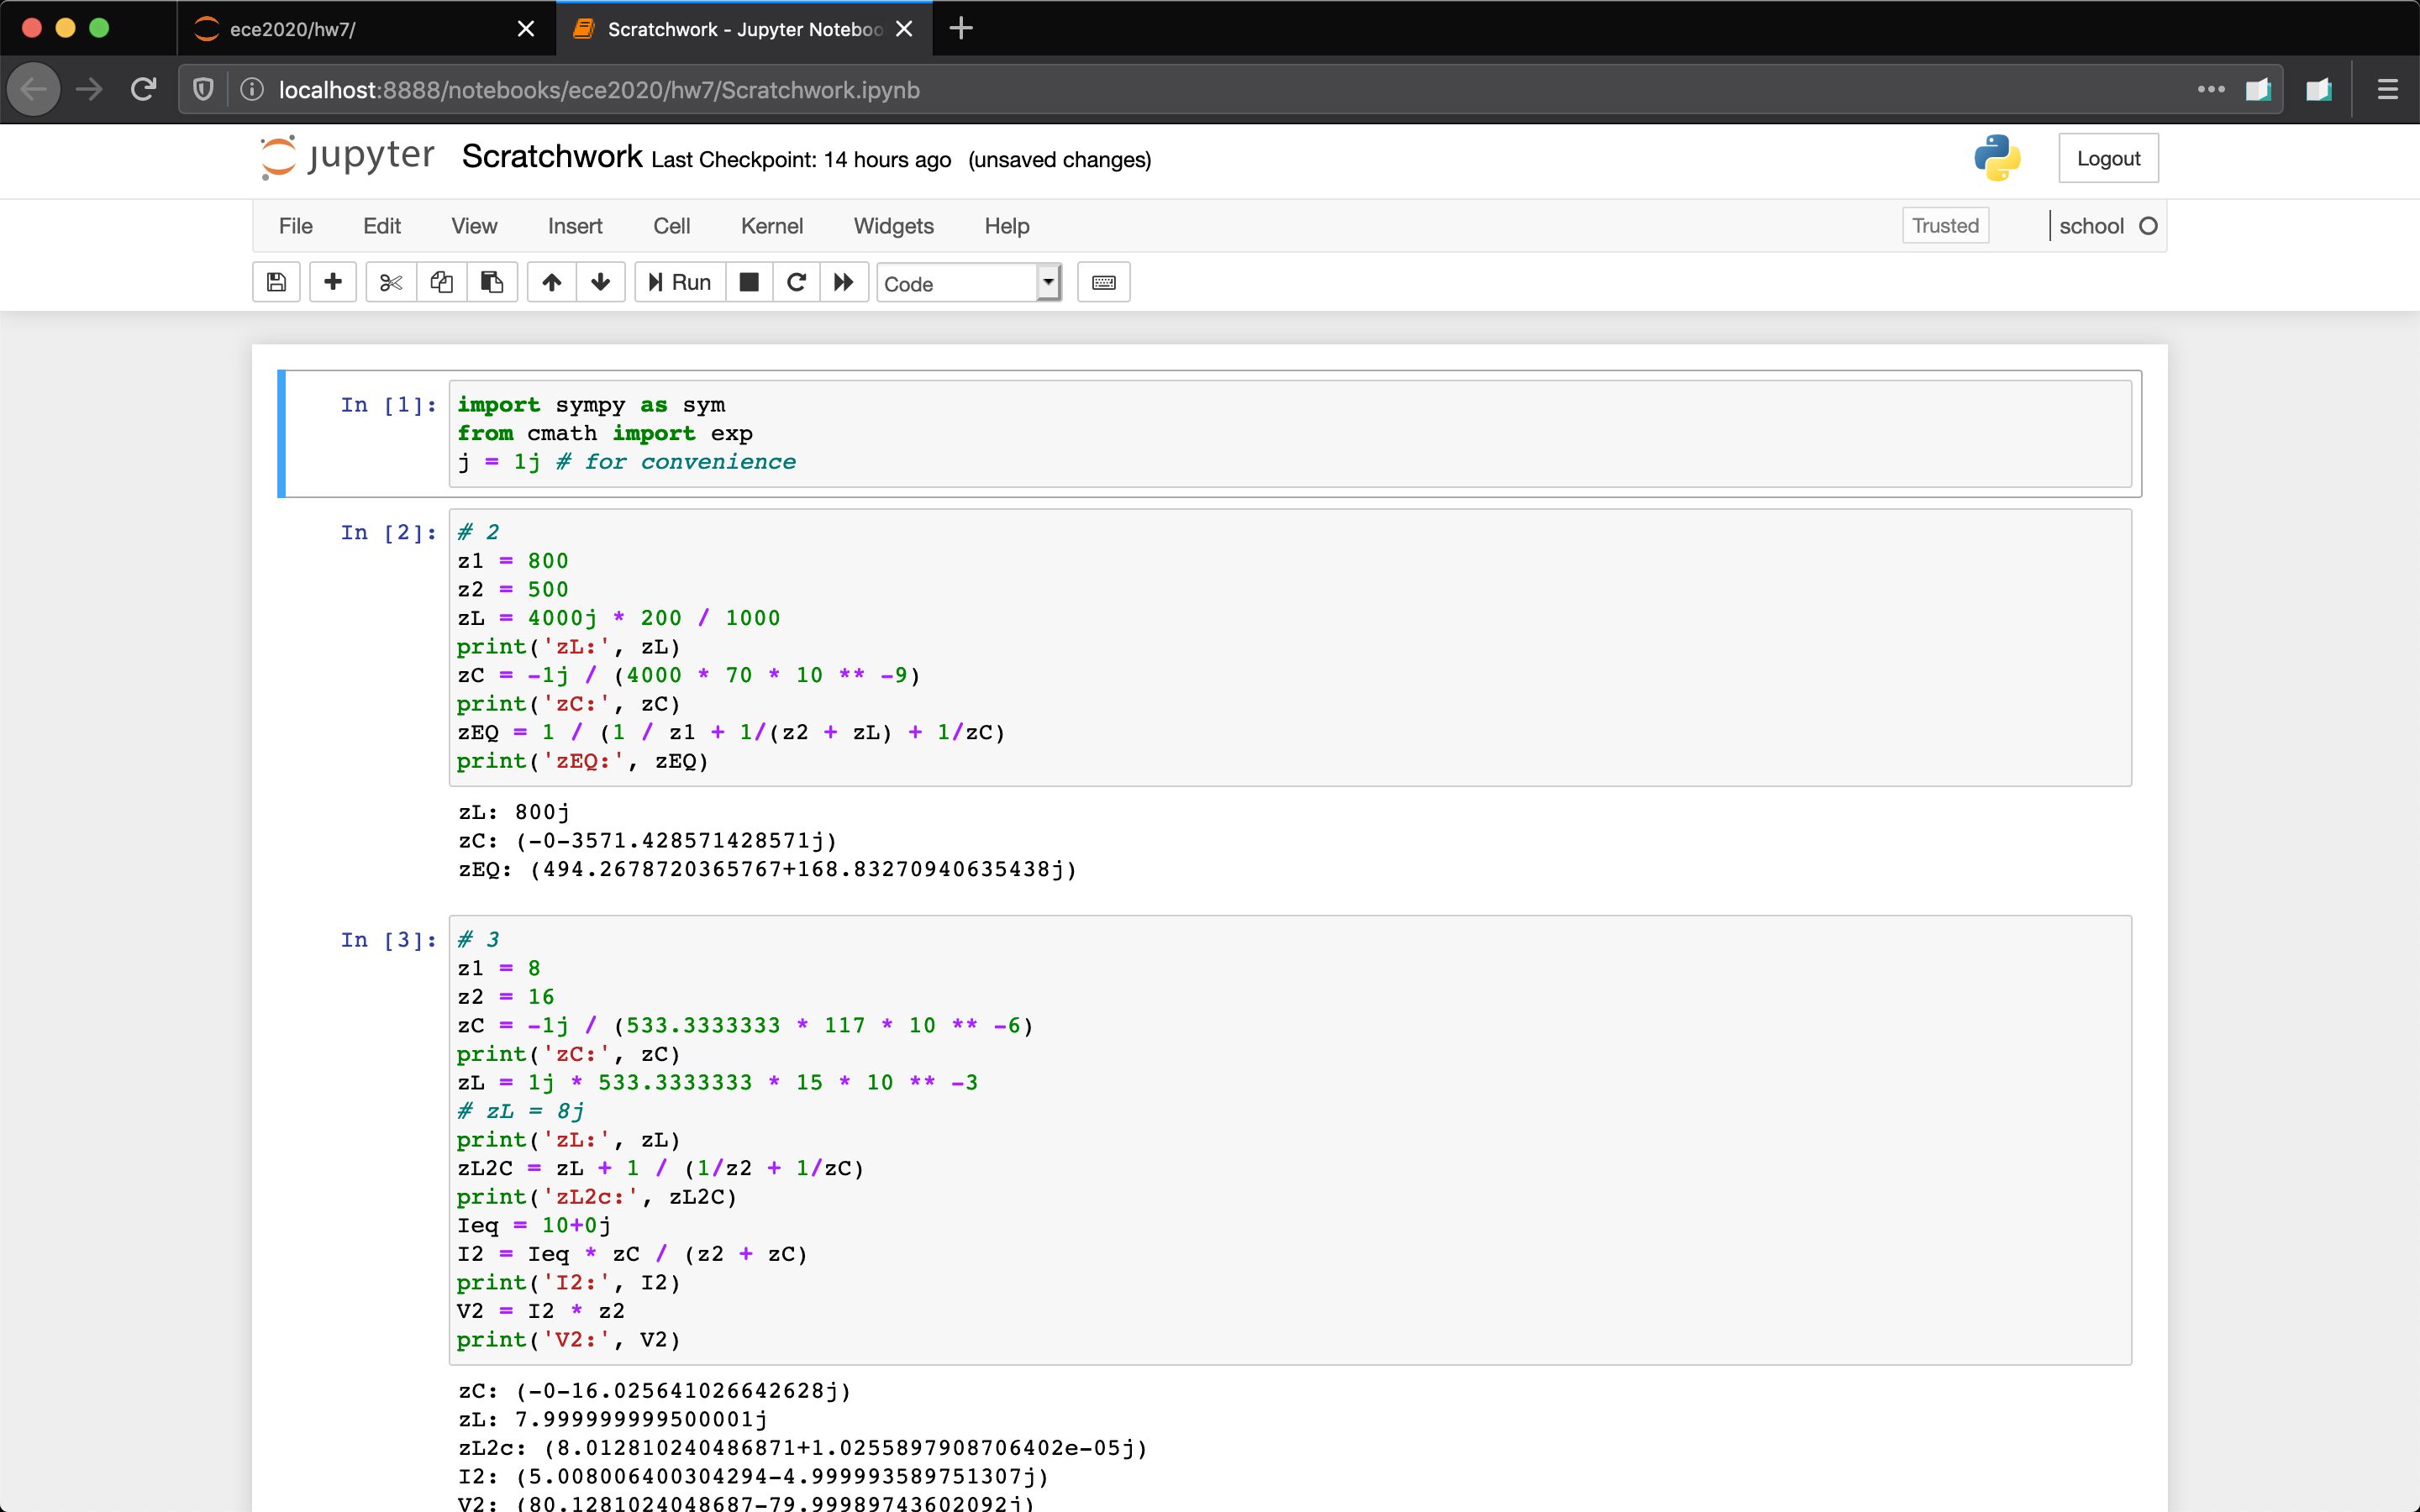 ece2020/hw7/
Scratchwork - Jupyter Noteboo
localhost:8888/notebooks/ece2020/hw7/Scratchwork.ipynb
jupyter Scratchwork Last Checkpoint: 14 hours ago (unsaved changes)
Logout
File Edit View Insert Cell Kernel Widgets Help
Trusted
school
Run
Code
In [1]:
import sympy as sym
from cmath import exp
j = 1j # for convenience
In [2]:
# 2
z1 = 800
z2 = 500
zL = 4000j * 200 / 1000
print('zL:', zL)
zC = -1j / (4000 * 70 * 10 ** -9)
print('zC:', zC)
zEQ = 1 / (1 / z1 + 1/(z2 + zL) + 1/zC)
print('zEQ:', zEQ)
zL: 800j
zC: (-0-3571.428571428571j)
zEQ: (494.2678720365767+168.83270940635438j)
In [3]:
# 3
z1 = 8
z2 = 16
zC = -1j / (533.3333333 * 117 * 10 ** -6)
print('zC:', zC)
zL = 1j * 533.3333333 * 15 * 10 ** -3
# zL = 8j
print('zL:', zL)
zL2C = zL + 1 / (1/z2 + 1/zC)
print('zL2c:', zL2C)
Ieq = 10+0j
I2 = Ieq * zC / (z2 + zC)
print('I2:', I2)
V2 = I2 * z2
print('V2:', V2)
zC: (-0-16.025641026642628j)
zL: 7.999999999500001j
zL2c: (8.012810240486871+1.0255897908706402e-05j)
I2: (5.008006400304294-4.999993589751307j)
V2: (80.1281024048687-79.99989743602092j)